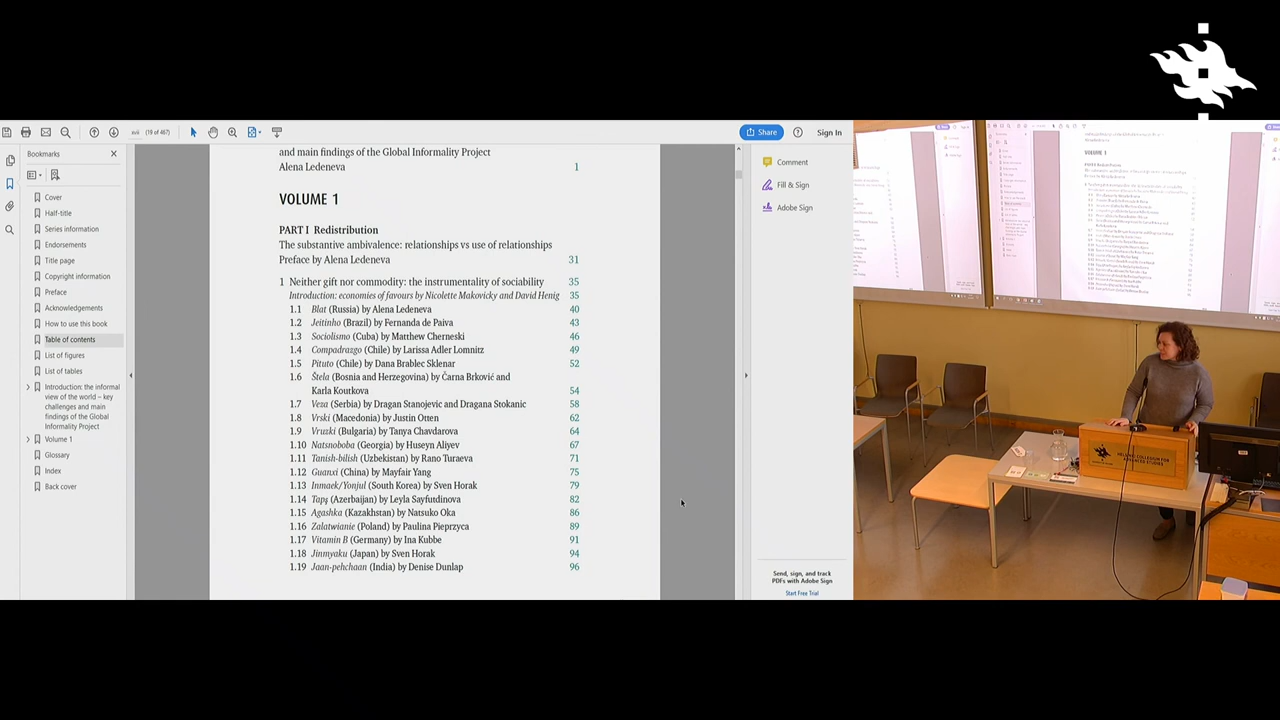 xvii
(19 of 467)
Share
Sign In
Bookmarks
Cover
Half-title
Series information
Endorsements
Title page
Copyright information
Preface
Acknowledgements
How to use this book
Table of contents
List of figures
List of tables
Introduction: the informal
view of the world – key
challenges and main
findings of the Global
Informality Project
Volume 1
Glossary
Index
Back cover
and main findings of the Global Informality Project
Alena Ledeneva 1
VOLUME 1
PART I Redistribution
The substantive ambivalence: relationships vs use of relationships
Preface by Alena Ledeneva 31
1 Neither gift nor commodity: the instrumentality of sociability 35
Introduction: economies of favours by Nicolette Makovicky and David Henig 35
1.1 Blat (Russia) by Alena Ledeneva 40
1.2 Jeitinho (Brazil) by Fernanda de Paiva 43
1.3 Sociolismo (Cuba) by Matthew Cherneski 46
1.4 Compadrazgo (Chile) by Larissa Adler Lomnitz 49
1.5 Pituto (Chile) by Dana Brablec Sklenar 52
1.6 Štela (Bosnia and Herzegovina) by Čarna Brković and
Karla Koutkova 54
1.7 Veza (Serbia) by Dragan Stanojevic and Dragana Stokanic 58
1.8 Vrski (Macedonia) by Justin Otten 62
1.9 Vruzki (Bulgaria) by Tanya Chavdarova 64
1.10 Natsnoboba (Georgia) by Huseyn Aliyev 67
1.11 Tanish-bilish (Uzbekistan) by Rano Turaeva 71
1.12 Guanxi (China) by Mayfair Yang 75
1.13 Inmaek/Yonjul (South Korea) by Sven Horak 79
1.14 Tapş (Azerbaijan) by Leyla Sayfutdinova 82
1.15 Agashka (Kazakhstan) by Natsuko Oka 86
1.16 Zalatwianie (Poland) by Paulina Pieprzyca 89
1.17 Vitamin B (Germany) by Ina Kubbe 91
1.18 Jinmyaku (Japan) by Sven Horak 94
1.19 Jaan-pehchaan (India) by Denise Dunlap 96
Comment
Fill & Sign
Adobe Sign
Send, sign, and track
PDFs with Adobe Sign
Start Free Trial
VOLUME 1
HELSINKI COLLEGIUM FOR
ADVANCED STUDIES